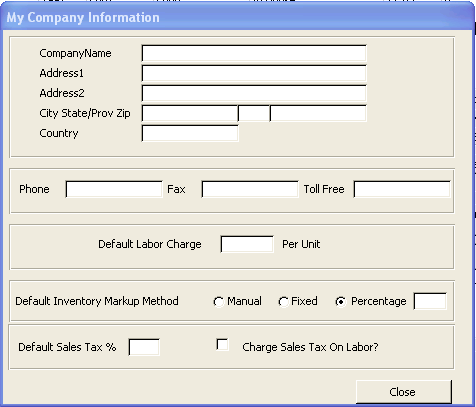 My Company Information
CompanyName
Address1
Address2
City State/Prov Zip
Country
Phone Fax Toll Free
Default Labor Charge Per Unit
Default Inventory Markup Method Manual Fixed Percentage
Default Sales Tax % Charge Sales Tax On Labor?
Close